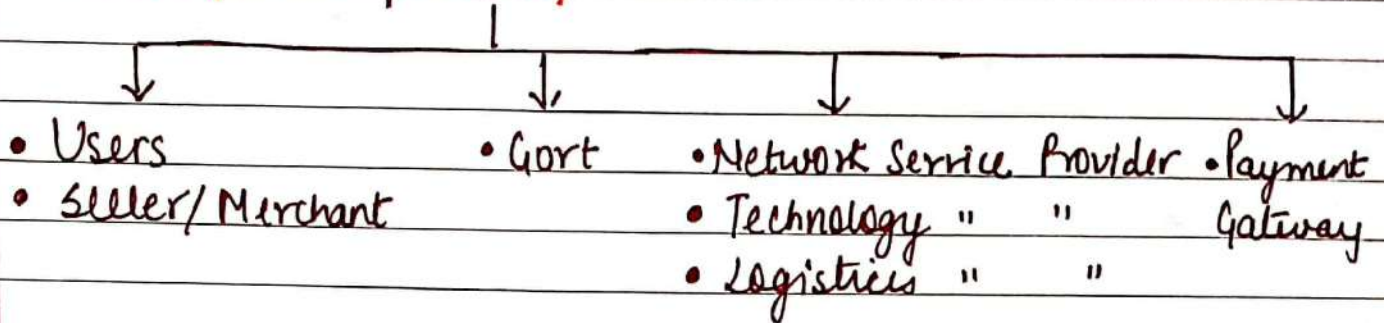 • Users • Govt • Network Service Provider • Payment
• Seller/Merchant • Technology " " Gateway
• Logistics " "